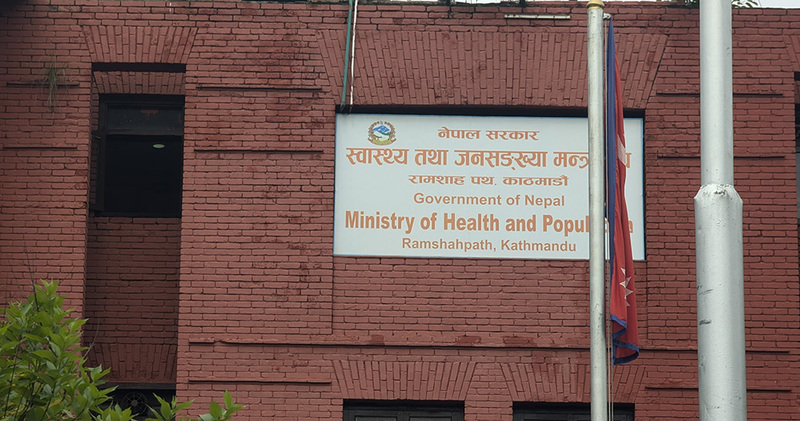 नेपाल सरकार
स्वास्थ्य तथा जनसङ्ख्या
रामशाह पथ, काठमाडौं
Government of Nepal
Ministry of Health and
Ramshahpath, Kathmandu